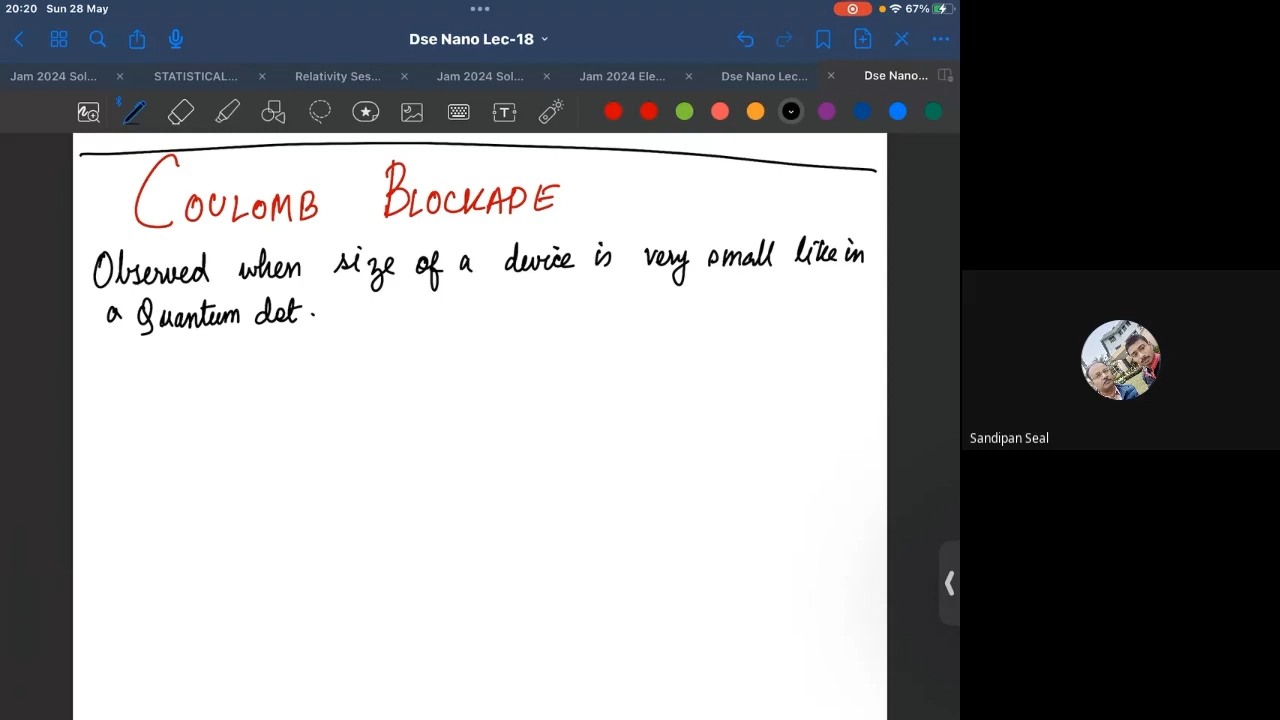 20:20 Sun 28 May
67%
Dse Nano Lec-18
Jam 2024 Sol...
STATISTICAL...
Relativity Ses...
Jam 2024 Sol...
Jam 2024 Ele...
Dse Nano Lec...
Dse Nano...
COULOMB BLOCKADE
Observed when size of a device is very small like in
a Quantum dot.
Sandipan Seal